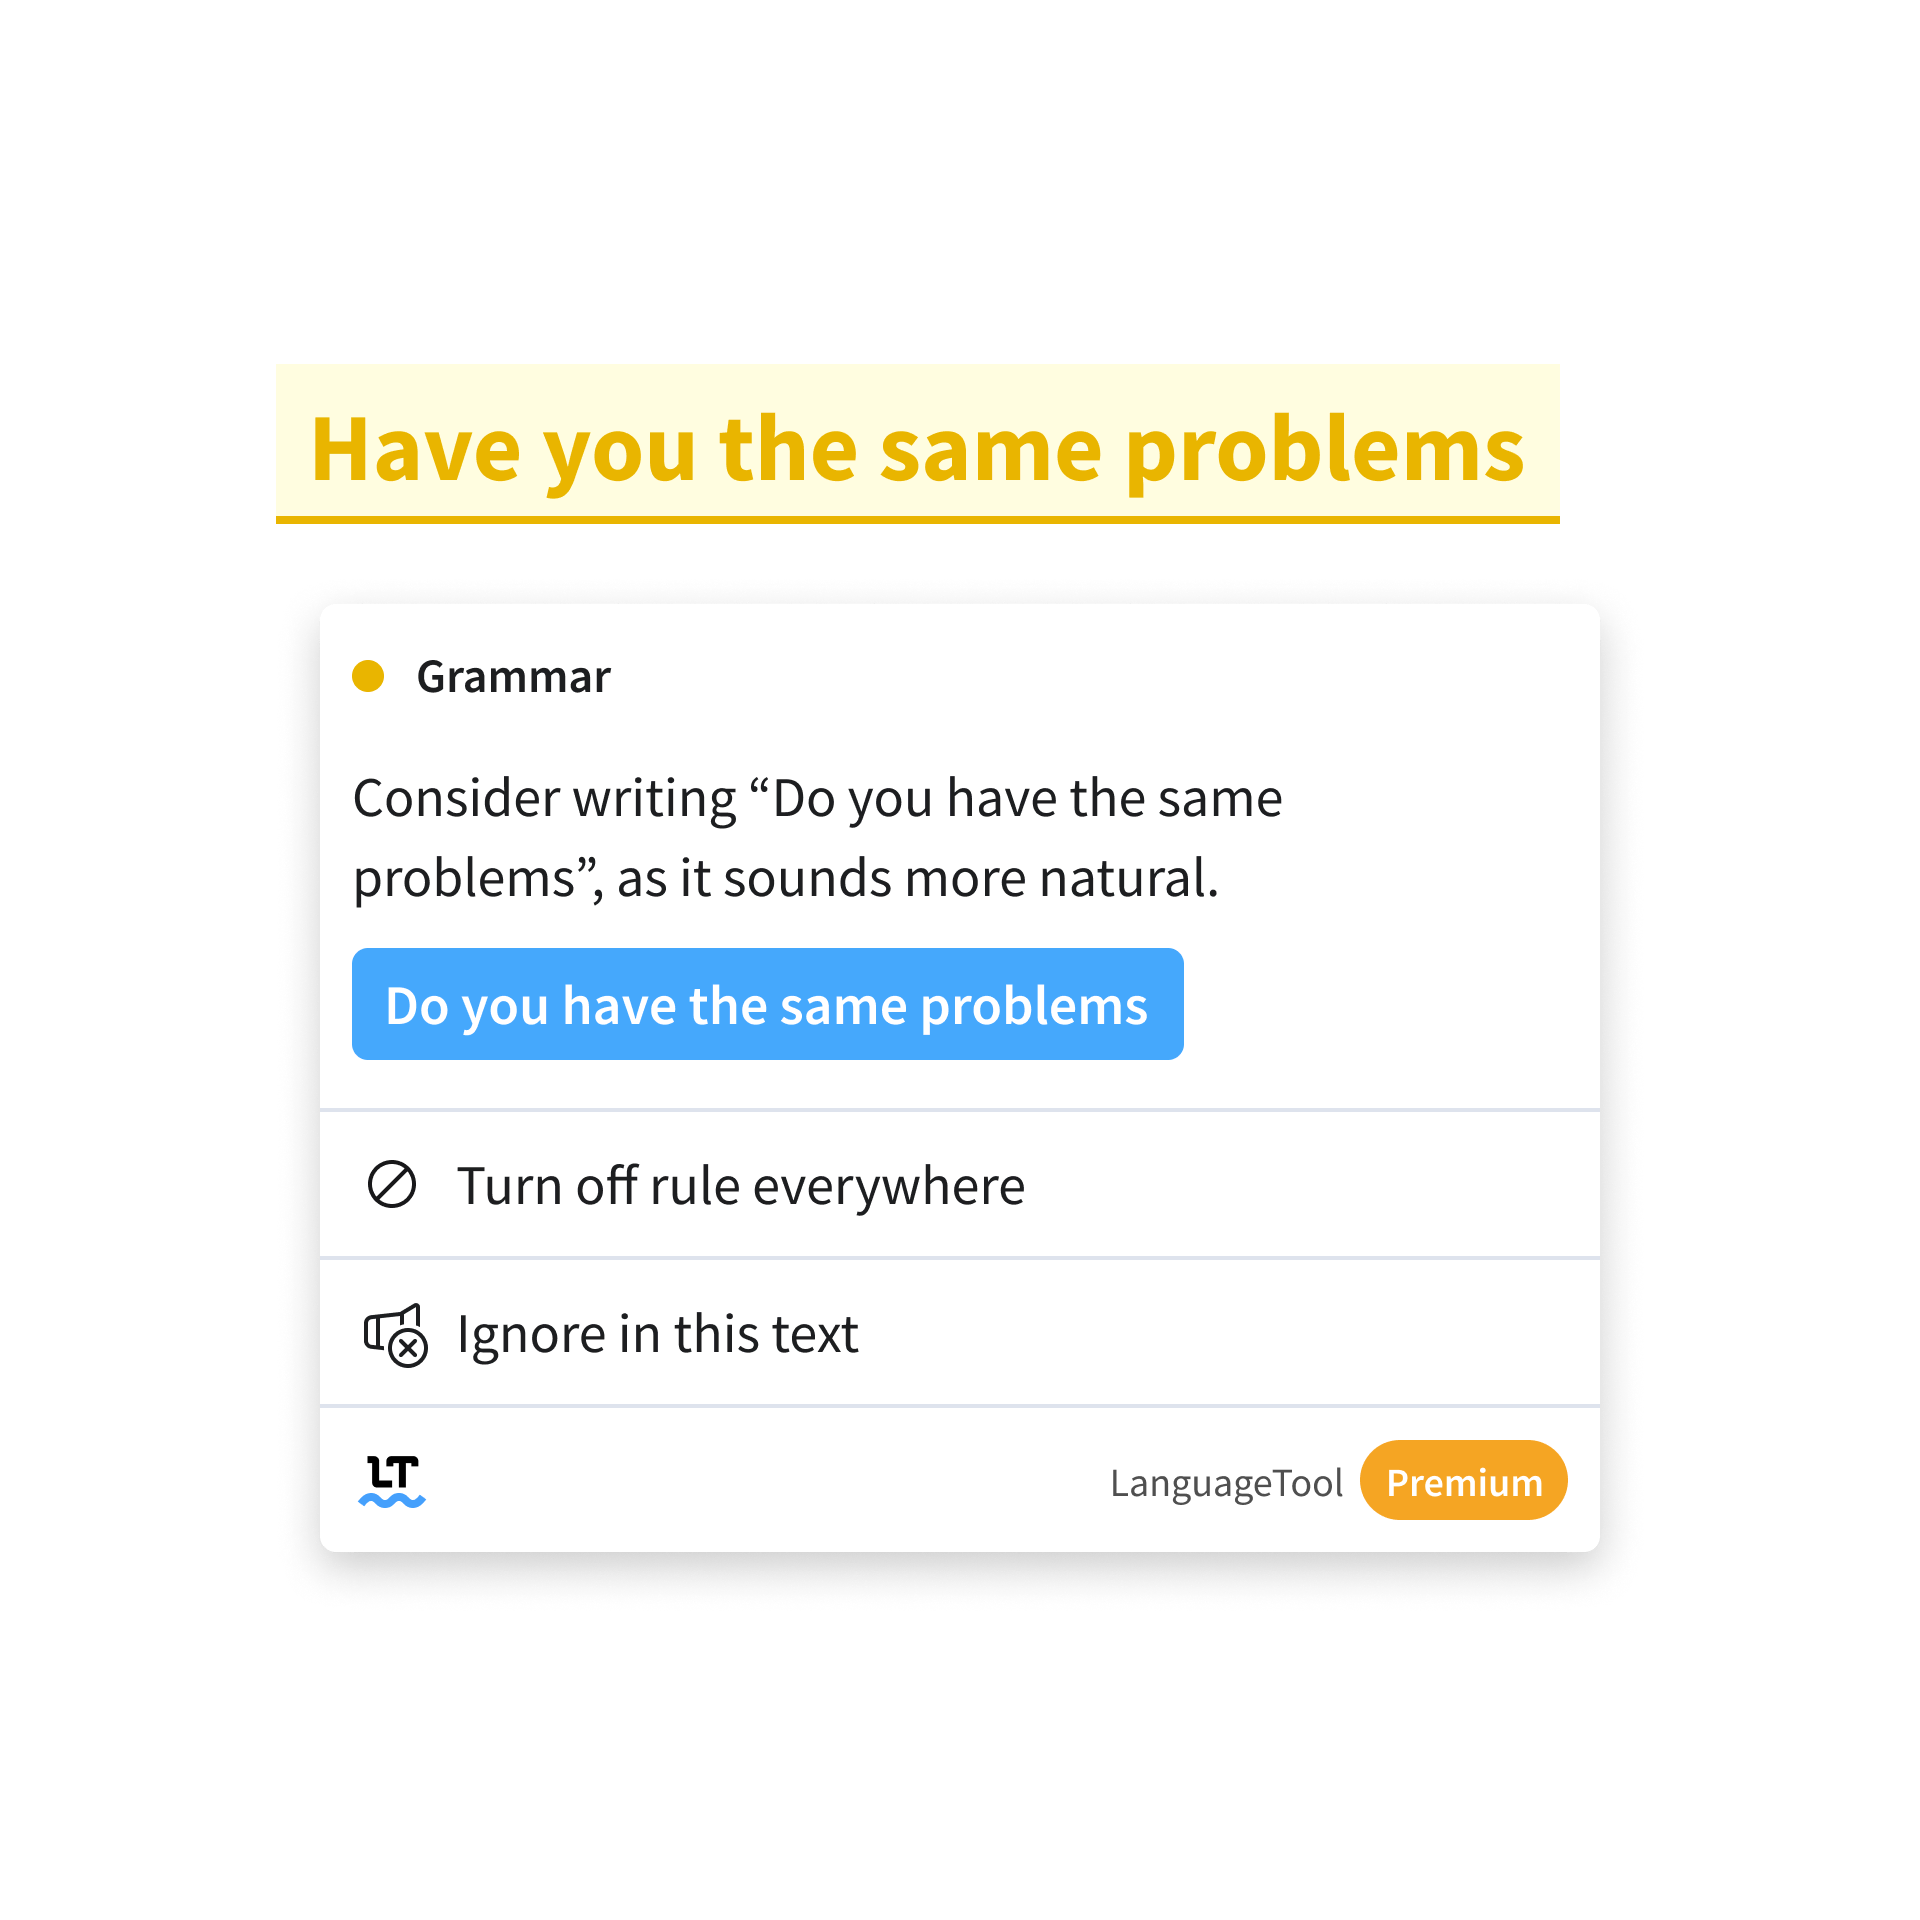 Have you the same problems
Grammar
Consider writing “Do you have the same
problems”, as it sounds more natural.
Do you have the same problems
Turn off rule everywhere
Ignore in this text
LT
LanguageTool Premium